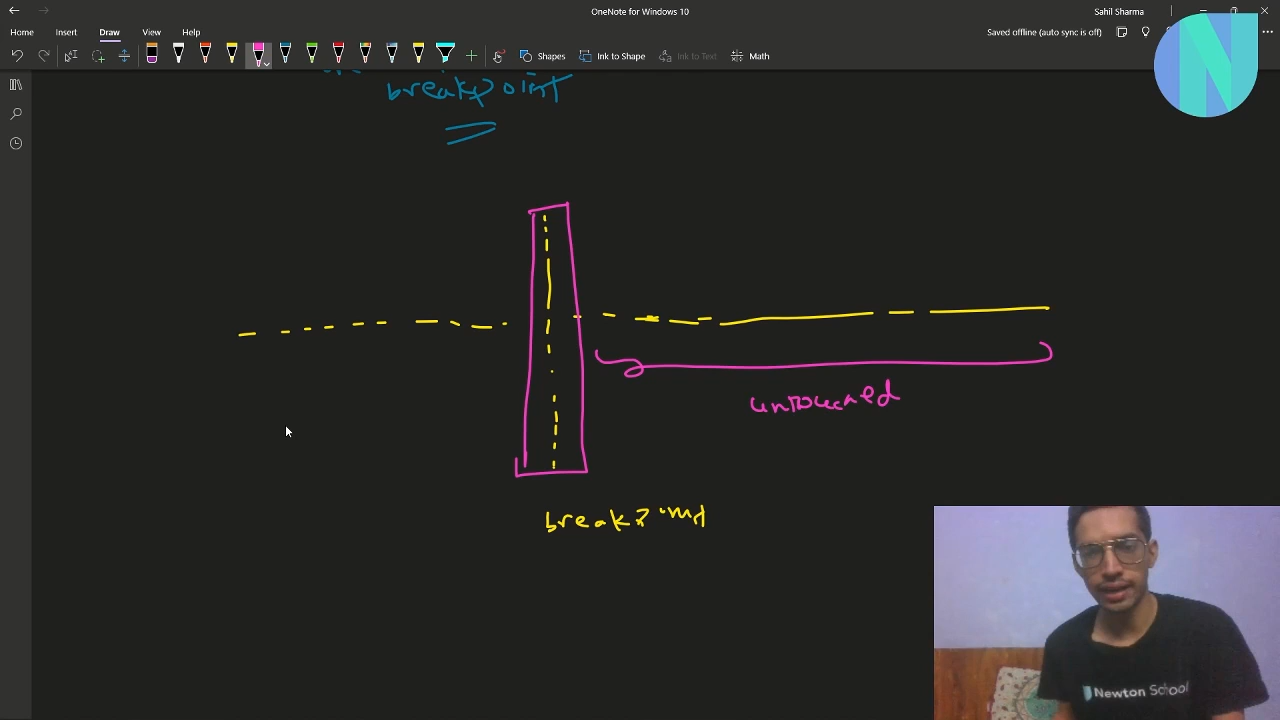 OneNote for Windows 10
Sahil Sharma
Home Insert Draw View Help
Saved offline (auto sync is off)
Shapes Ink to Shape Ink to Text Math
breakpoint
untouched
breakpoint
Newton School